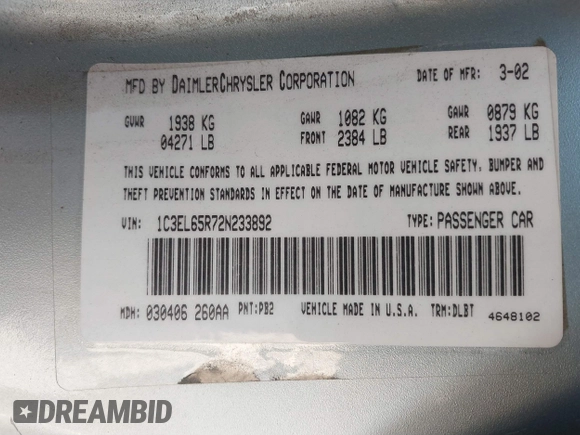 MFD BY DAIMLERCHRYSLER CORPORATION DATE OF MFR: 3-02
GVWR 1938 KG GAWR 1082 KG GAWR 0879 KG
04271 LB FRONT 2384 LB REAR 1937 LB
THIS VEHICLE CONFORMS TO ALL APPLICABLE FEDERAL MOTOR VEHICLE SAFETY, BUMPER AND
THEFT PREVENTION STANDARDS IN EFFECT ON THE DATE OF MANUFACTURE SHOWN ABOVE.
VIN: 1C3EL65R72N233892 TYPE: PASSENGER CAR
MDH: 030406 260AA PNT:PB2 VEHICLE MADE IN U.S.A. TRM:DLBT
4648102
DREAMBID